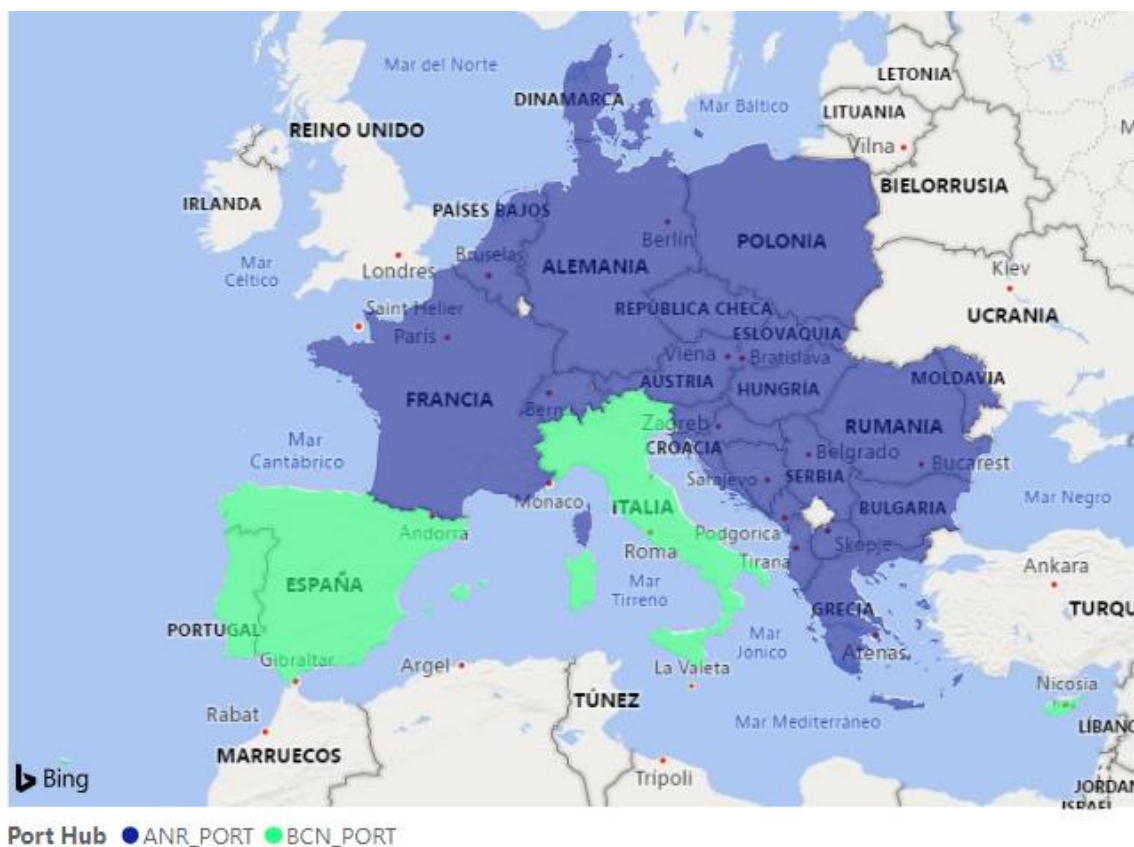 Mar del Norte
DINAMARCA
Mar Báltico
LETONIA
LITUANIA
Vilna
REINO UNIDO
BIELORRUSIA
IRLANDA
PAÍSES BAJOS
Berlín
POLONIA
Mar
Céltico
Londres
Bruselas
ALEMANIA
Kiev
UCRANIA
Saint Helier
París
REPÚBLICA CHECA
ESLOVAQUIA
Viena
Bratislava
AUSTRIA
HUNGRÍA
MOLDAVIA
FRANCIA
Bern
Zagreb
CROACIA
RUMANIA
Mar
Cantábrico
Belgrado
Bucarest
SERBIA
Sarajevo
Mónaco
ITALIA
BULGARIA
Mar Negro
Andorra
Roma
Podgorica
Skopje
Tirana
Ankara
ESPAÑA
Mar
Tirreno
GRECIA
TURQU
PORTUGAL
Mar
Jónico
Atenas
Gibraltar
Argel
La Valeta
Nicosia
Rabat
TÚNEZ
Mar Mediterráneo
LÍBANO
MARRUECOS
Trípoli
JORDAN
ISRAEL
Bing
Port Hub ANR_PORT BCN_PORT